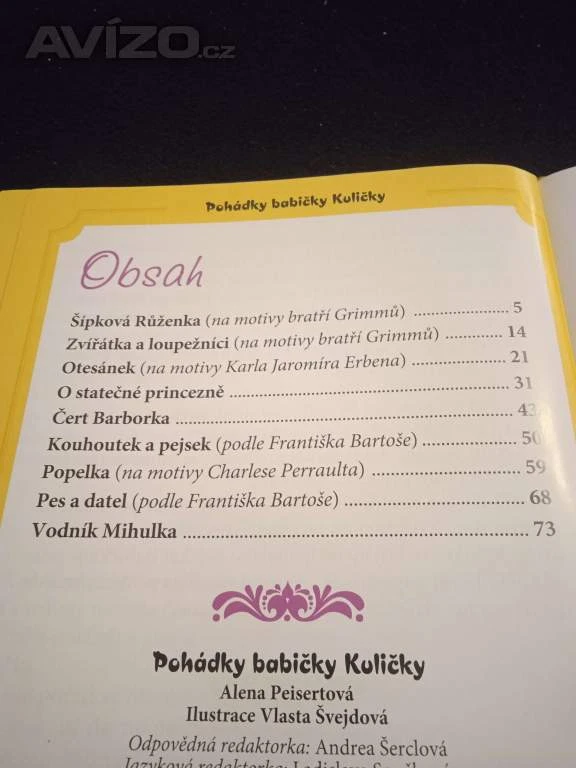 AVÍZO.cz
Pohádky babičky Kuličky
Obsah
Šípková Růženka (na motivy bratří Grimmů) ........................ 5
Zvířátka a loupežníci (na motivy bratří Grimmů) .............. 14
Otesánek (na motivy Karla Jaromíra Erbena) ..................... 21
O statečné princezně ............................................................. 31
Čert Barborka ........................................................................ 43
Kouhoutek a pejsek (podle Františka Bartoše) ..................... 50
Popelka (na motivy Charlese Perraulta) ................................ 59
Pes a datel (podle Františka Bartoše) ..................................... 68
Vodník Mihulka ..................................................................... 73
Pohádky babičky Kuličky
Alena Peisertová
Ilustrace Vlasta Švejdová
Odpovědná redaktorka: Andrea Šerclová
Jazyková redaktorka: